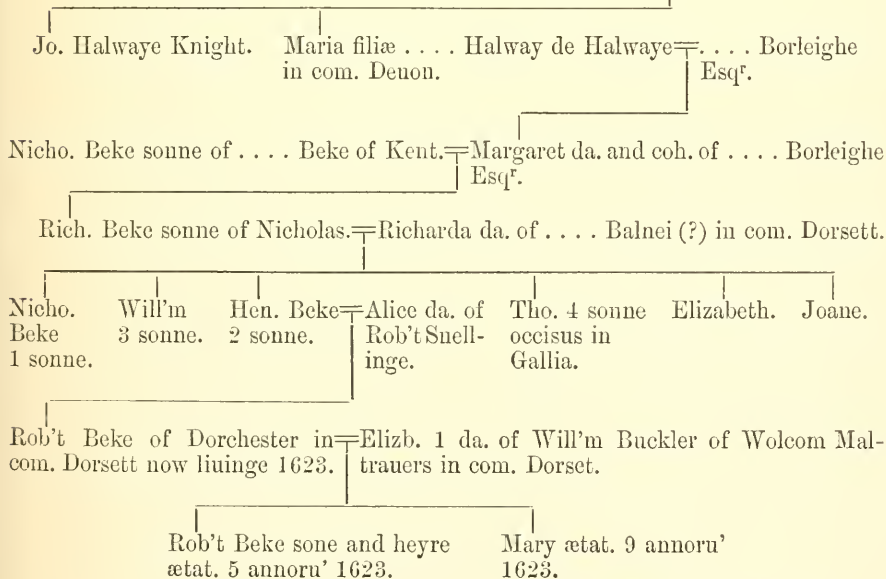 Jo. Halwaye Knight. Maria filiæ . . . . Halway de Halwaye . . . . Borleighe
in com. Deuon. Esqr.
Nicho. Beke sonne of . . . . Beke of Kent. Margaret da. and coh. of . . . . Borleighe
Esqr.
Rich. Beke sonne of Nicholas. Richarda da. of . . . . Balnei (?) in com. Dorsett.
Nicho. Beke 1 sonne.
Will'm 3 sonne.
Hen. Beke 2 sonne.
Alice da. of Rob't Snell-
inge.
Tho. 4 sonne occisus in Gallia.
Elizabeth.
Joane.
Rob't Beke of Dorchester in
com. Dorsett now liuinge 1623.
Elizb. 1 da. of Will'm Buckler of Wolcom Mal-
trauers in com. Dorset.
Rob't Beke sone and heyre
ætat. 5 annoru' 1623.
Mary ætat. 9 annoru'
1623.